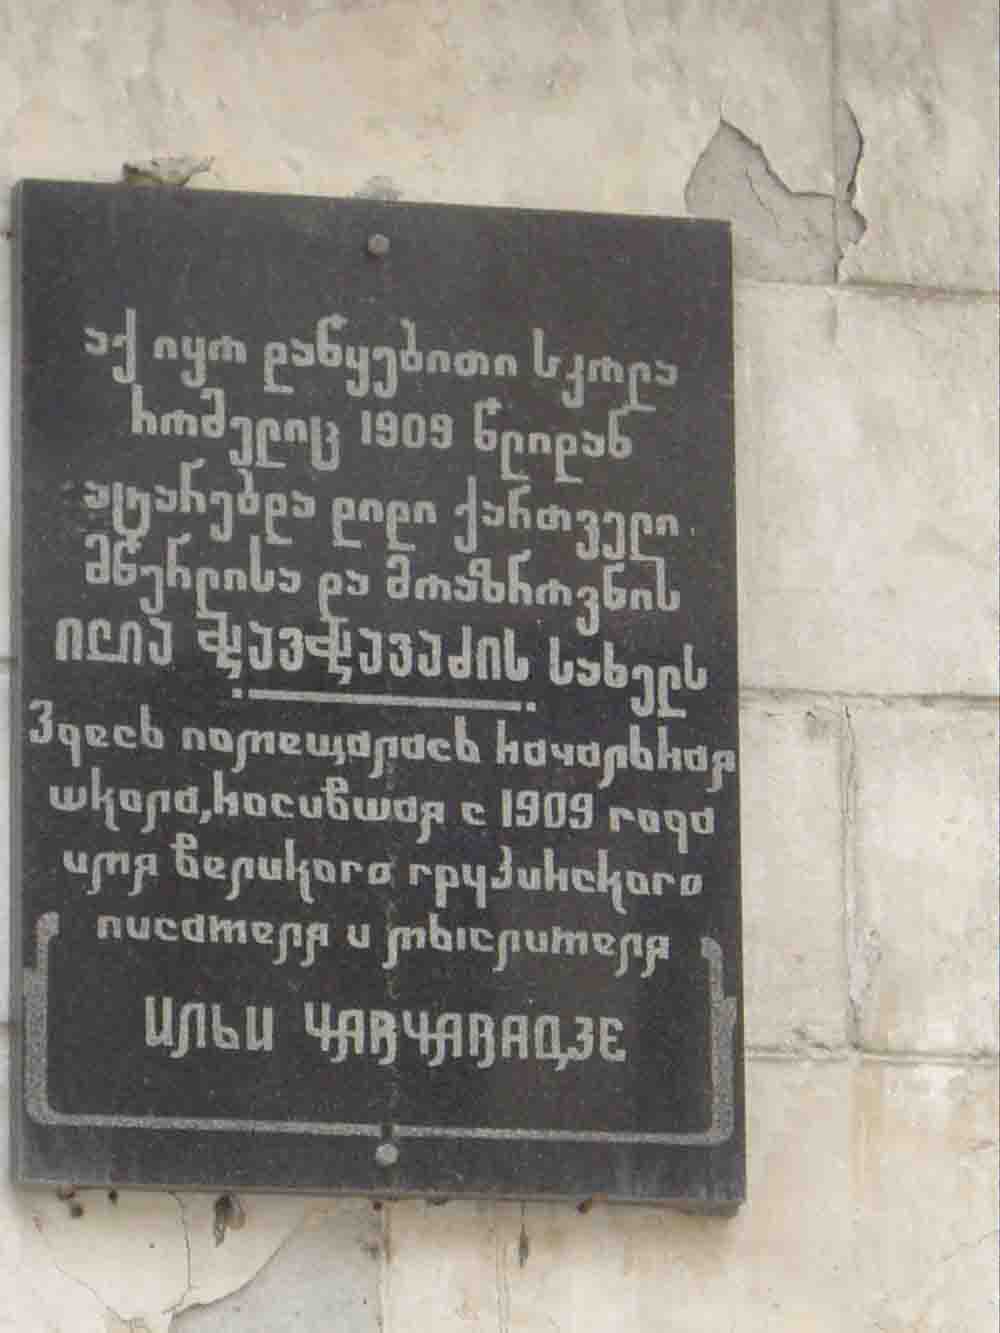 აქ იყო დაწყებითი სკოლა
რომელიც 1909 წლიდან
ატარებდა დიდი ქართველი
მწერლისა და მოაზროვნის
ილია ჭავჭავაძის სახელს
Здесь помещалась начальная
школа, носившая с 1909 года
имя великого грузинского
писателя и мыслителя
ИЛЬИ ЧАВЧАВАДЗЕ